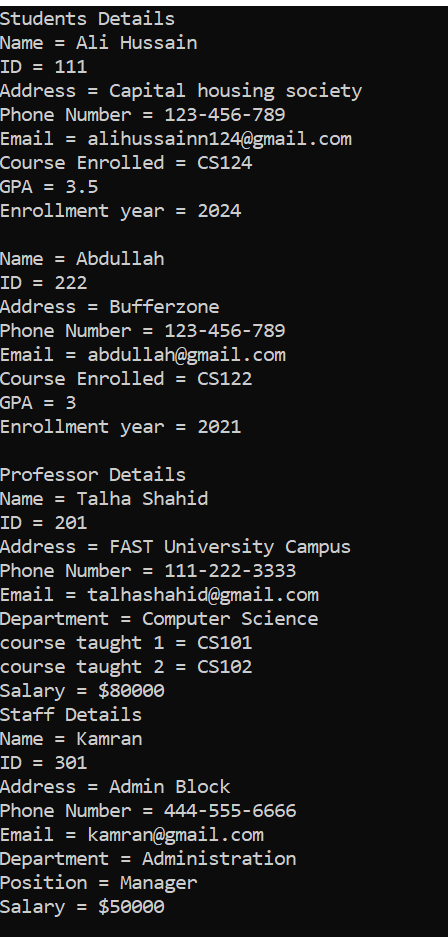 Students Details
Name = Ali Hussain
ID = 111
Address = Capital housing society
Phone Number = 123-456-789
Email = alihussainn124@gmail.com
Course Enrolled = CS124
GPA = 3.5
Enrollment year = 2024

Name = Abdullah
ID = 222
Address = Bufferzone
Phone Number = 123-456-789
Email = abdullah@gmail.com
Course Enrolled = CS122
GPA = 3
Enrollment year = 2021

Professor Details
Name = Talha Shahid
ID = 201
Address = FAST University Campus
Phone Number = 111-222-3333
Email = talhashahid@gmail.com
Department = Computer Science
course taught 1 = CS101
course taught 2 = CS102
Salary = $80000
Staff Details
Name = Kamran
ID = 301
Address = Admin Block
Phone Number = 444-555-6666
Email = kamran@gmail.com
Department = Administration
Position = Manager
Salary = $50000